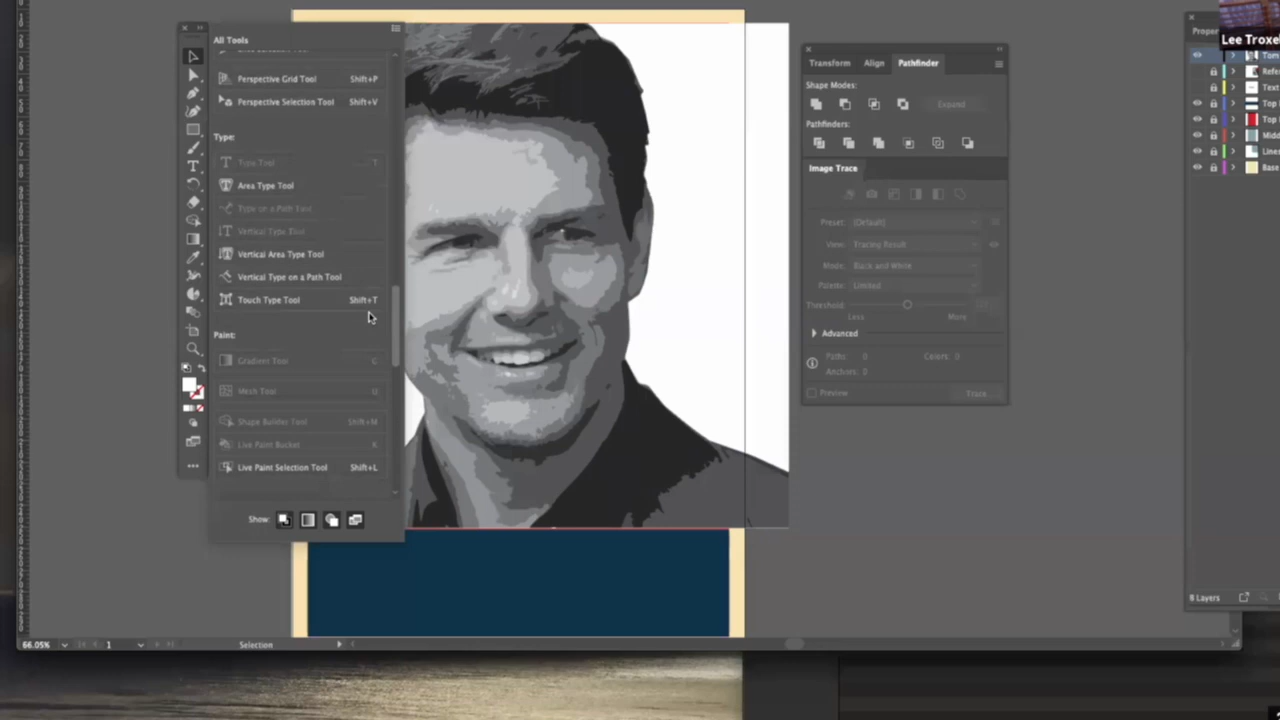 Lee Troxel
All Tools
Perspective Grid Tool Shift+P
Perspective Selection Tool Shift+V
Type:
Type Tool T
Area Type Tool
Type on a Path Tool
Vertical Type Tool
Vertical Area Type Tool
Vertical Type on a Path Tool
Touch Type Tool Shift+T
Paint:
Gradient Tool G
Mesh Tool U
Shape Builder Tool Shift+M
Live Paint Bucket K
Live Paint Selection Tool Shift+L
Show:
Transform Align Pathfinder
Shape Modes:
Expand
Pathfinders:
Image Trace
Preset: (Default)
View: Tracing Result
Mode: Black and White
Palette: Limited
Threshold:
Less More
Advanced
Paths: 0 Colors: 0
Anchors: 0
Preview Trace
Proper
Tom
Refe
Text
Top
Top
Midd
Lines
Base
66.05% 1 Selection